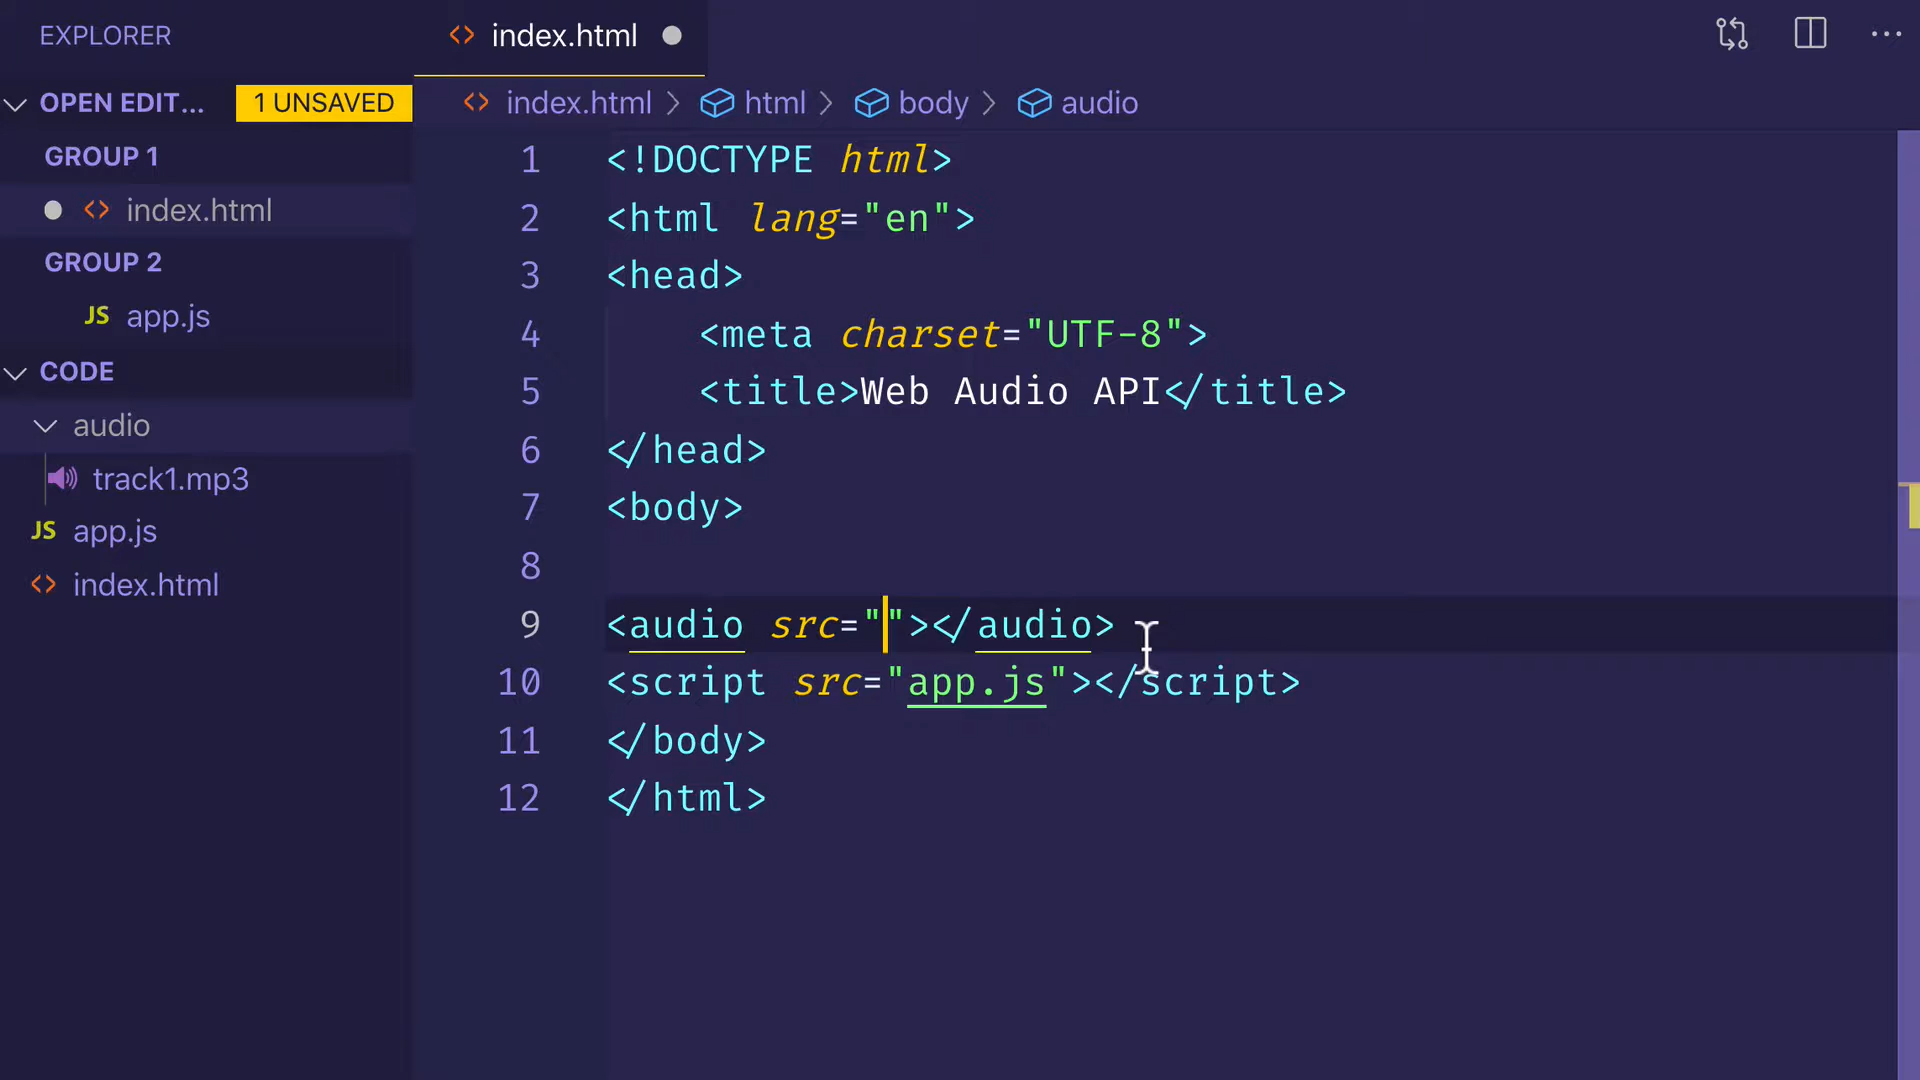 EXPLORER
index.html
OPEN EDIT... 1 UNSAVED
index.html > html > body > audio
GROUP 1
index.html
GROUP 2
JS app.js
CODE
audio
track1.mp3
JS app.js
index.html
1 <!DOCTYPE html>
2 <html lang="en">
3 <head>
4 <meta charset="UTF-8">
5 <title>Web Audio API</title>
6 </head>
7 <body>
8
9 <audio src=""></audio>
10 <script src="app.js"></script>
11 </body>
12 </html>